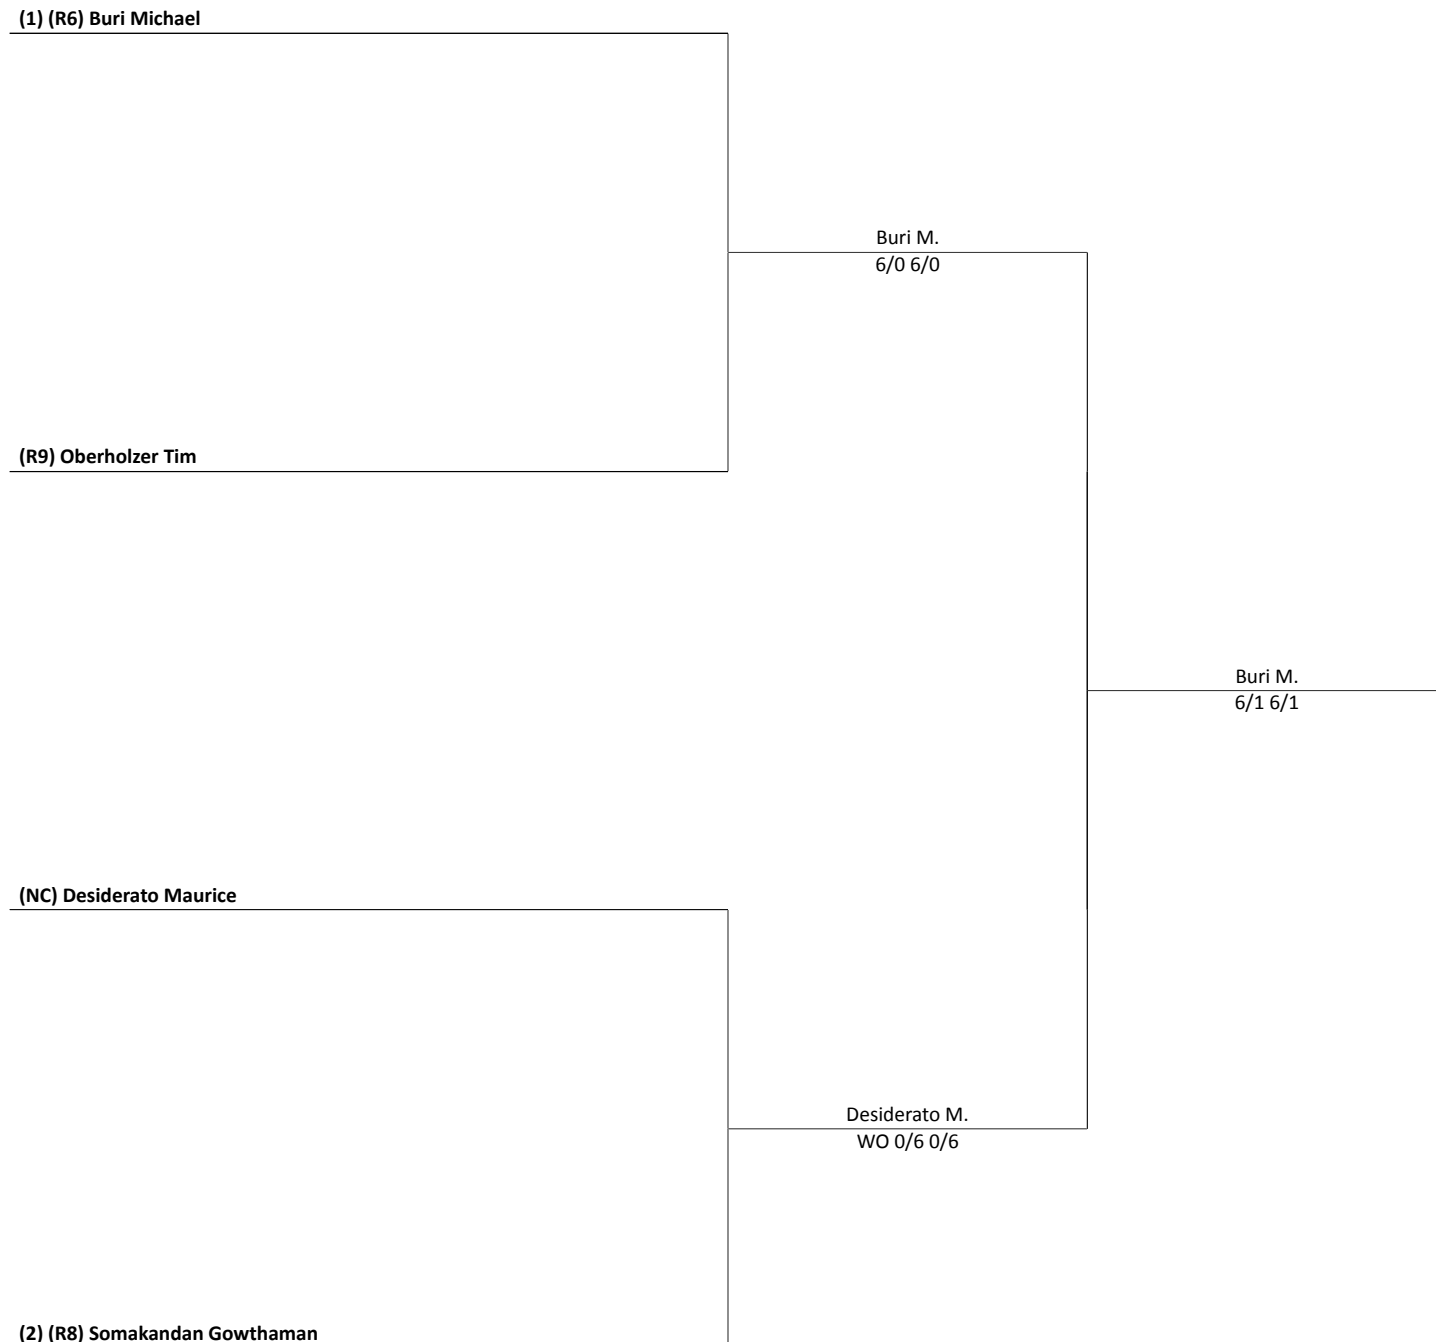 (1) (R6) Buri Michael
Buri M.
6/0 6/0
(R9) Oberholzer Tim
Buri M.
6/1 6/1
(NC) Desiderato Maurice
Desiderato M.
WO 0/6 0/6
(2) (R8) Somakandan Gowthaman